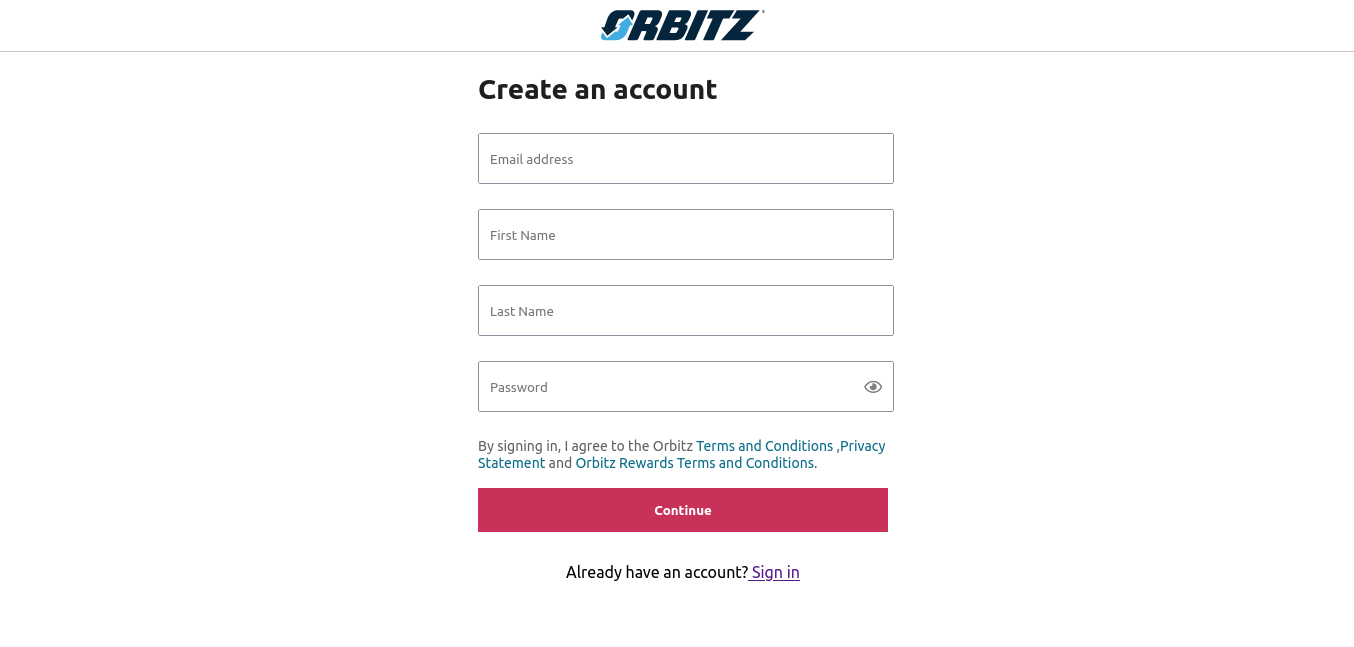 ORBITZ
Create an account
Email address
First Name
Last Name
Password
By signing in, I agree to the Orbitz Terms and Conditions ,Privacy
Statement and Orbitz Rewards Terms and Conditions.
Continue
Already have an account? Sign in